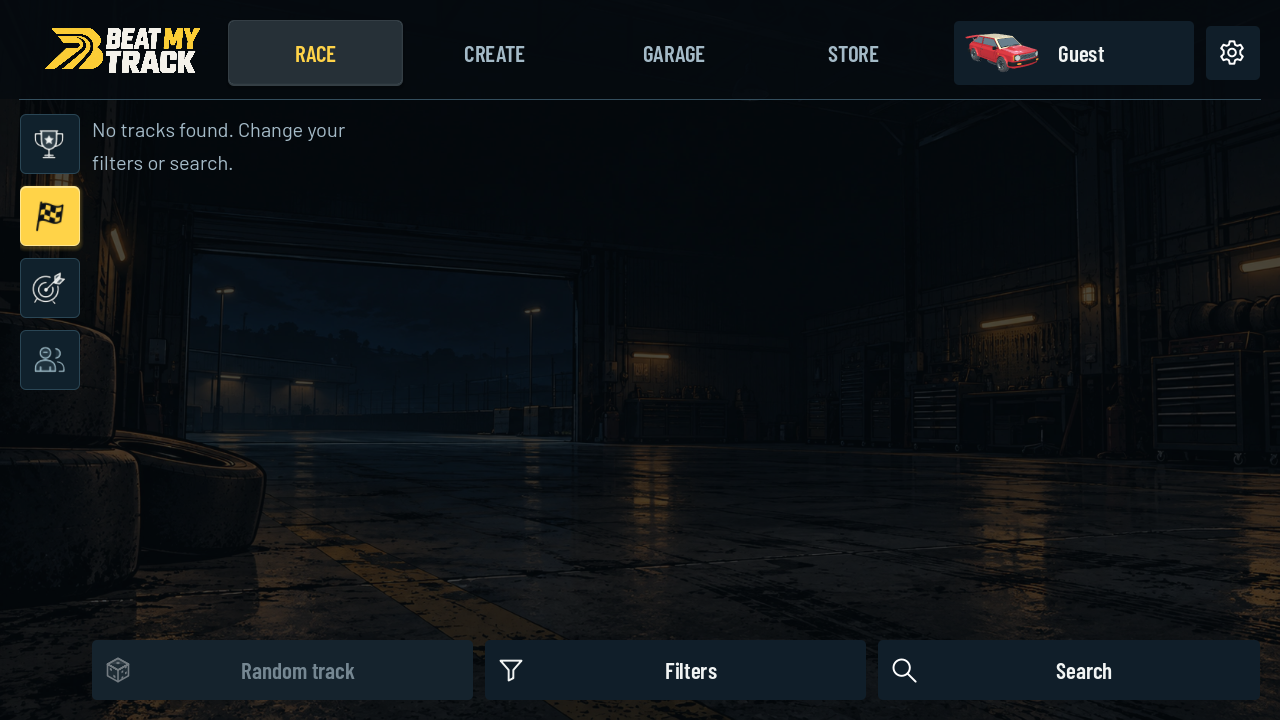 BEAT MY
TRACK
RACE
CREATE
GARAGE
STORE
Guest
No tracks found. Change your
filters or search.
Random track
Filters
Search